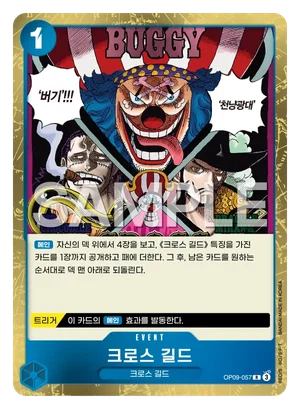 1
BUGGY
'버기'!!!
'천냥광대'
SAMPLE
메인 자신의 덱 위에서 4장을 보고, 《크로스 길드》 특징을 가진
카드를 1장까지 공개하고 패에 더한다. 그 후, 남은 카드를 원하는
순서대로 덱 맨 아래로 되돌린다.
트리거 이 카드의 메인 효과를 발동한다.
EVENT
크로스 길드
크로스 길드
OP09-057 R 3